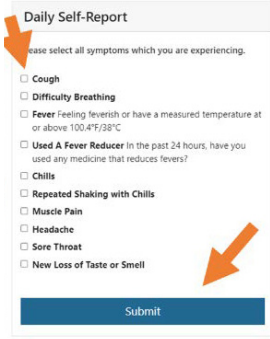 Daily Self-Report
ease select all symptoms which you are experiencing.
Cough
Difficulty Breathing
Fever Feeling feverish or have a measured temperature at
or above 100.4°F/38°C
Used A Fever Reducer In the past 24 hours, have you
used any medicine that reduces fevers?
Chills
Repeated Shaking with Chills
Muscle Pain
Headache
Sore Throat
New Loss of Taste or Smell
Submit